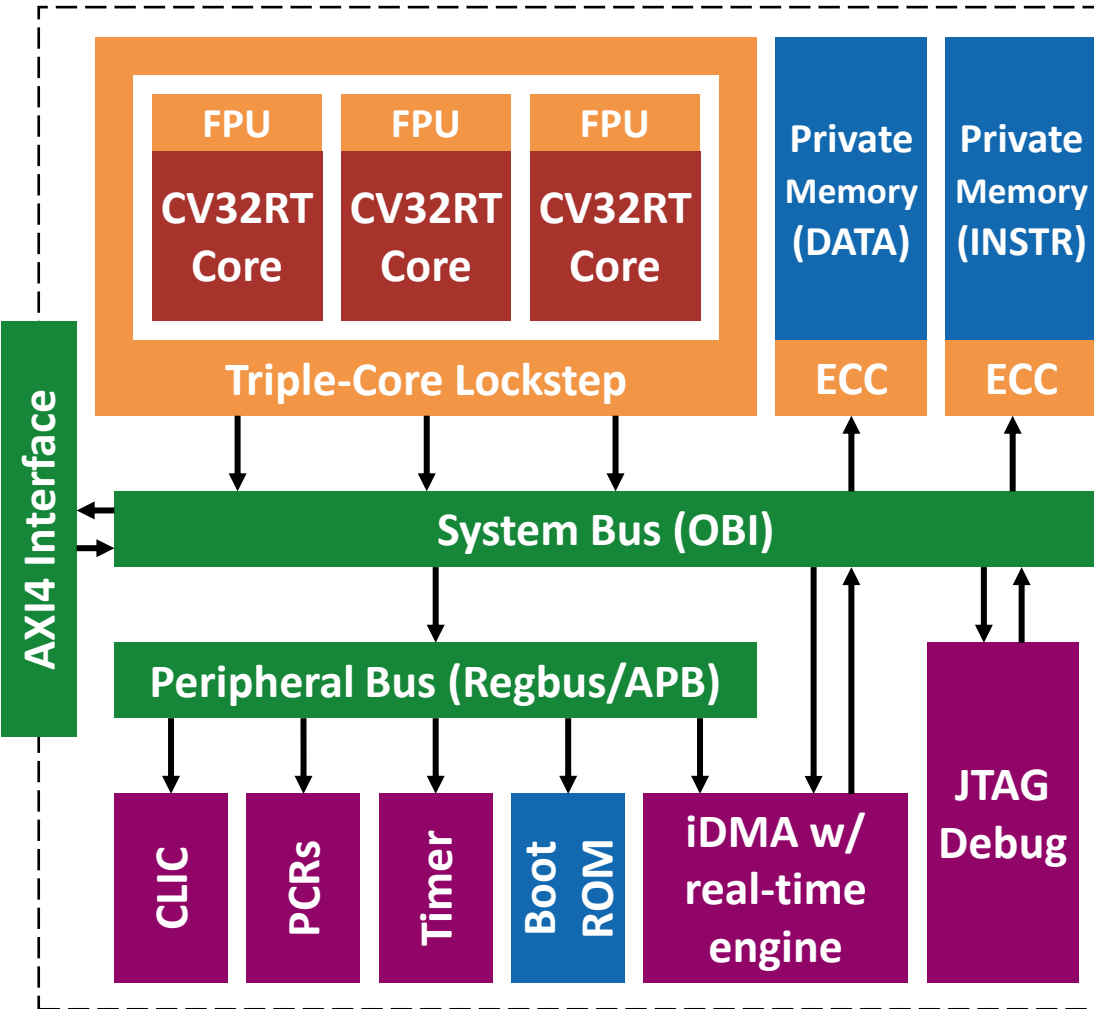 FPU
FPU
FPU
CV32RT
Core
CV32RT
Core
CV32RT
Core
Triple-Core Lockstep
Private
Memory
(DATA)
ECC
Private
Memory
(INSTR)
ECC
AXI4 Interface
System Bus (OBI)
Peripheral Bus (Regbus/APB)
CLIC
PCRs
Timer
Boot
ROM
iDMA w/
real-time
engine
JTAG
Debug